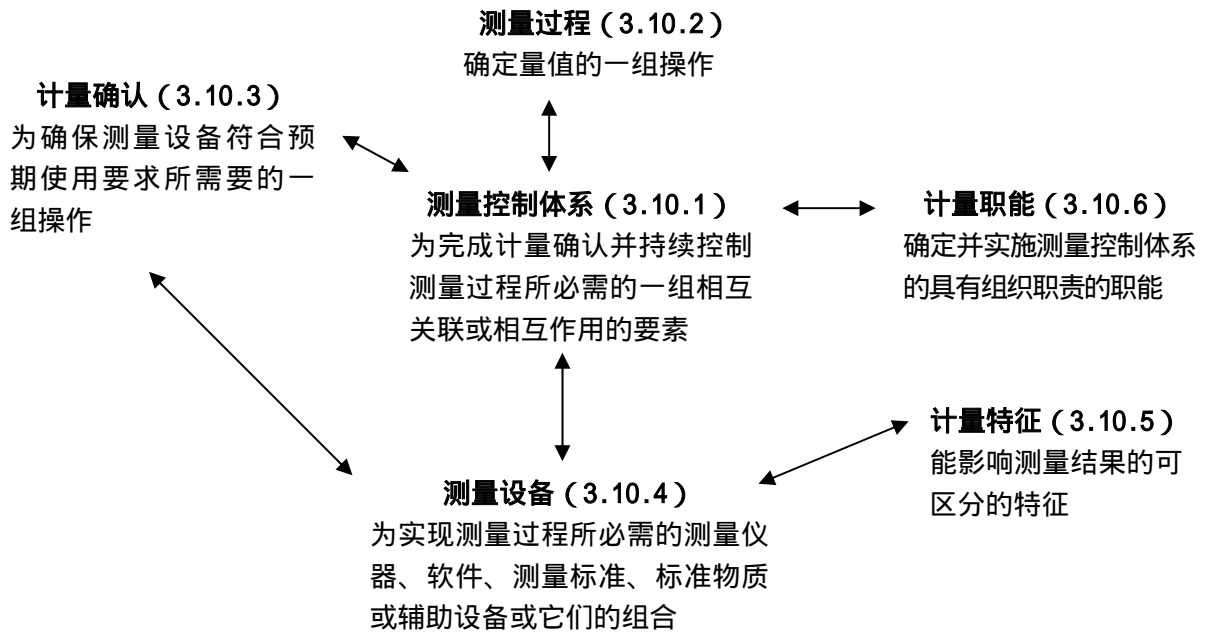 测量过程（3.10.2）
确定量值的一组操作
计量确认（3.10.3）
为确保测量设备符合预
期使用要求所需要的一
组操作
测量控制体系（3.10.1）
为完成计量确认并持续控制
测量过程所必需的一组相互
关联或相互作用的要素
计量职能（3.10.6）
确定并实施测量控制体系
的具有组织职责的职能
计量特征（3.10.5）
能影响测量结果的可
区分的特征
测量设备（3.10.4）
为实现测量过程所必需的测量仪
器、软件、测量标准、标准物质
或辅助设备或它们的组合